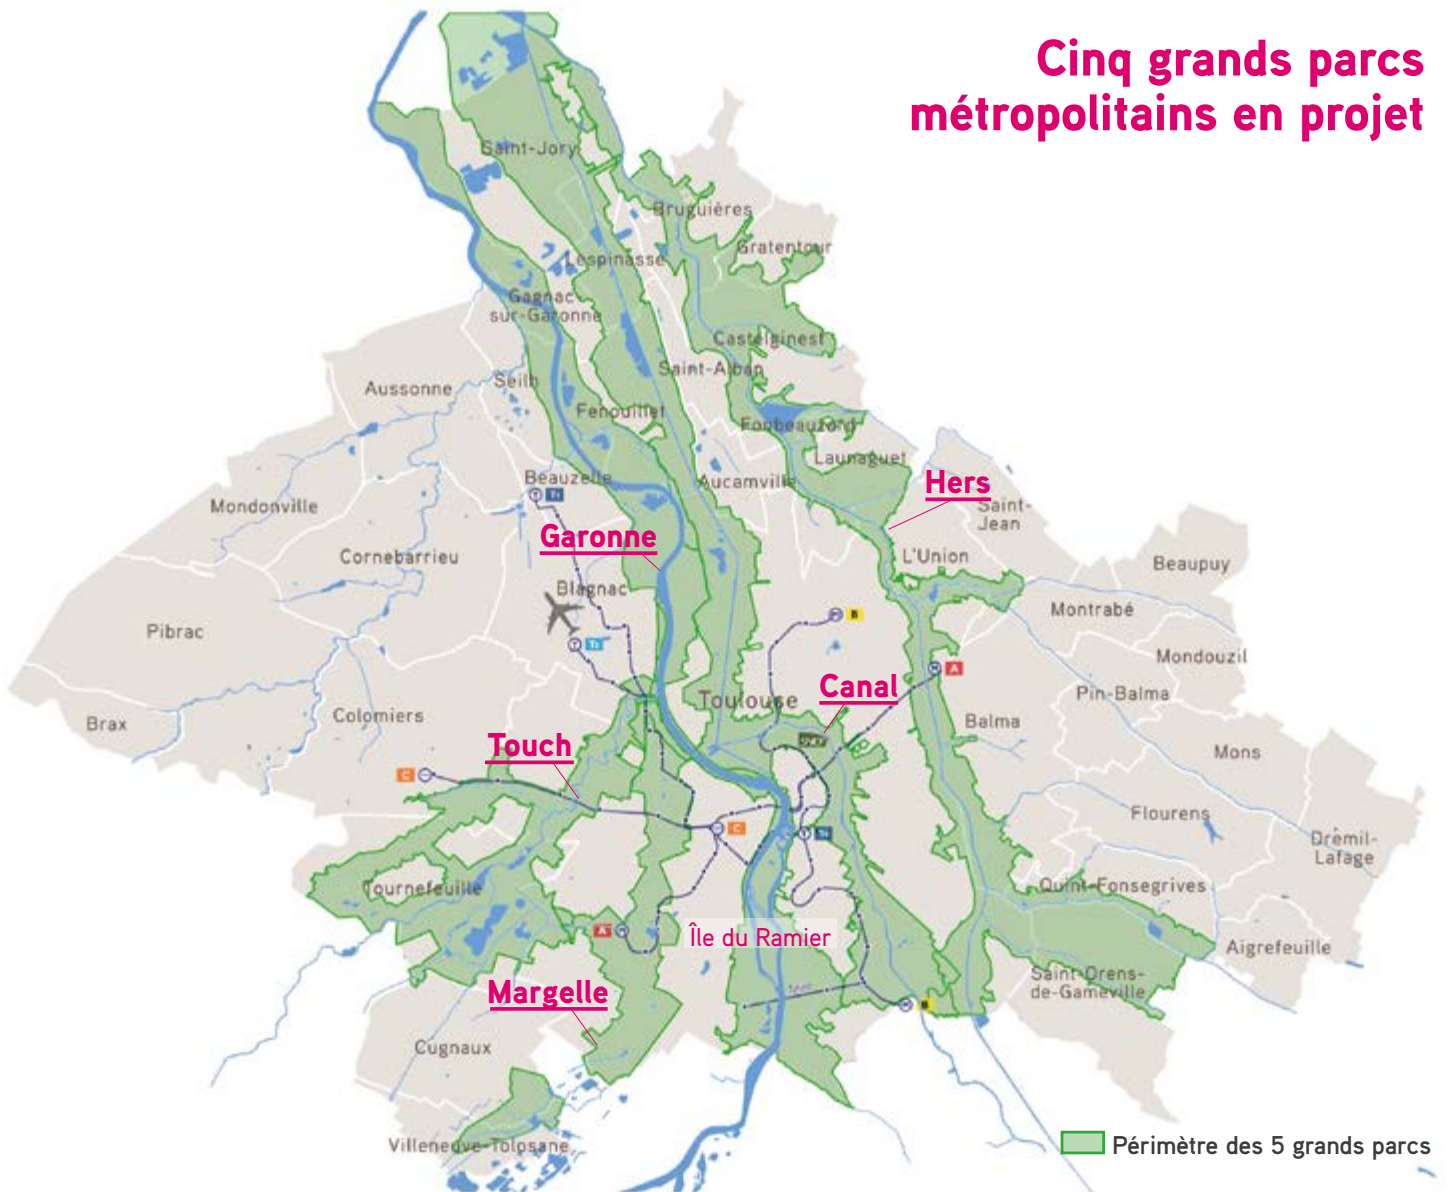 Cinq grands parcs
métropolitains en projet
Saint-Jory
Bruguières
Gratentour
Lespinasse
Gagnac-
sur-Garonne
Castelginest
Saint-Alban
Aussonne
Seilh
Fenouillet
Fonbeauzard
Launaguet
Beauzelle
T1
Aucamville
Hers
Mondonville
Saint-
Jean
Garonne
Cornebarrieu
L'Union
Beaupuy
Blagnac
Montrabé
B
Pibrac
T2
Mondouzil
A
Canal
Pin-Balma
Toulouse
Colomiers
Brax
Balma
Touch
SNCF
Mons
C
Flourens
C
Drémil-
Lafage
Tournefeuille
Quint-Fonsegrives
A
Île du Ramier
Aigrefeuille
Saint-Orens-
de-Gameville
Margelle
B
Cugnaux
Villeneuve-Tolosane
Périmètre des 5 grands parcs